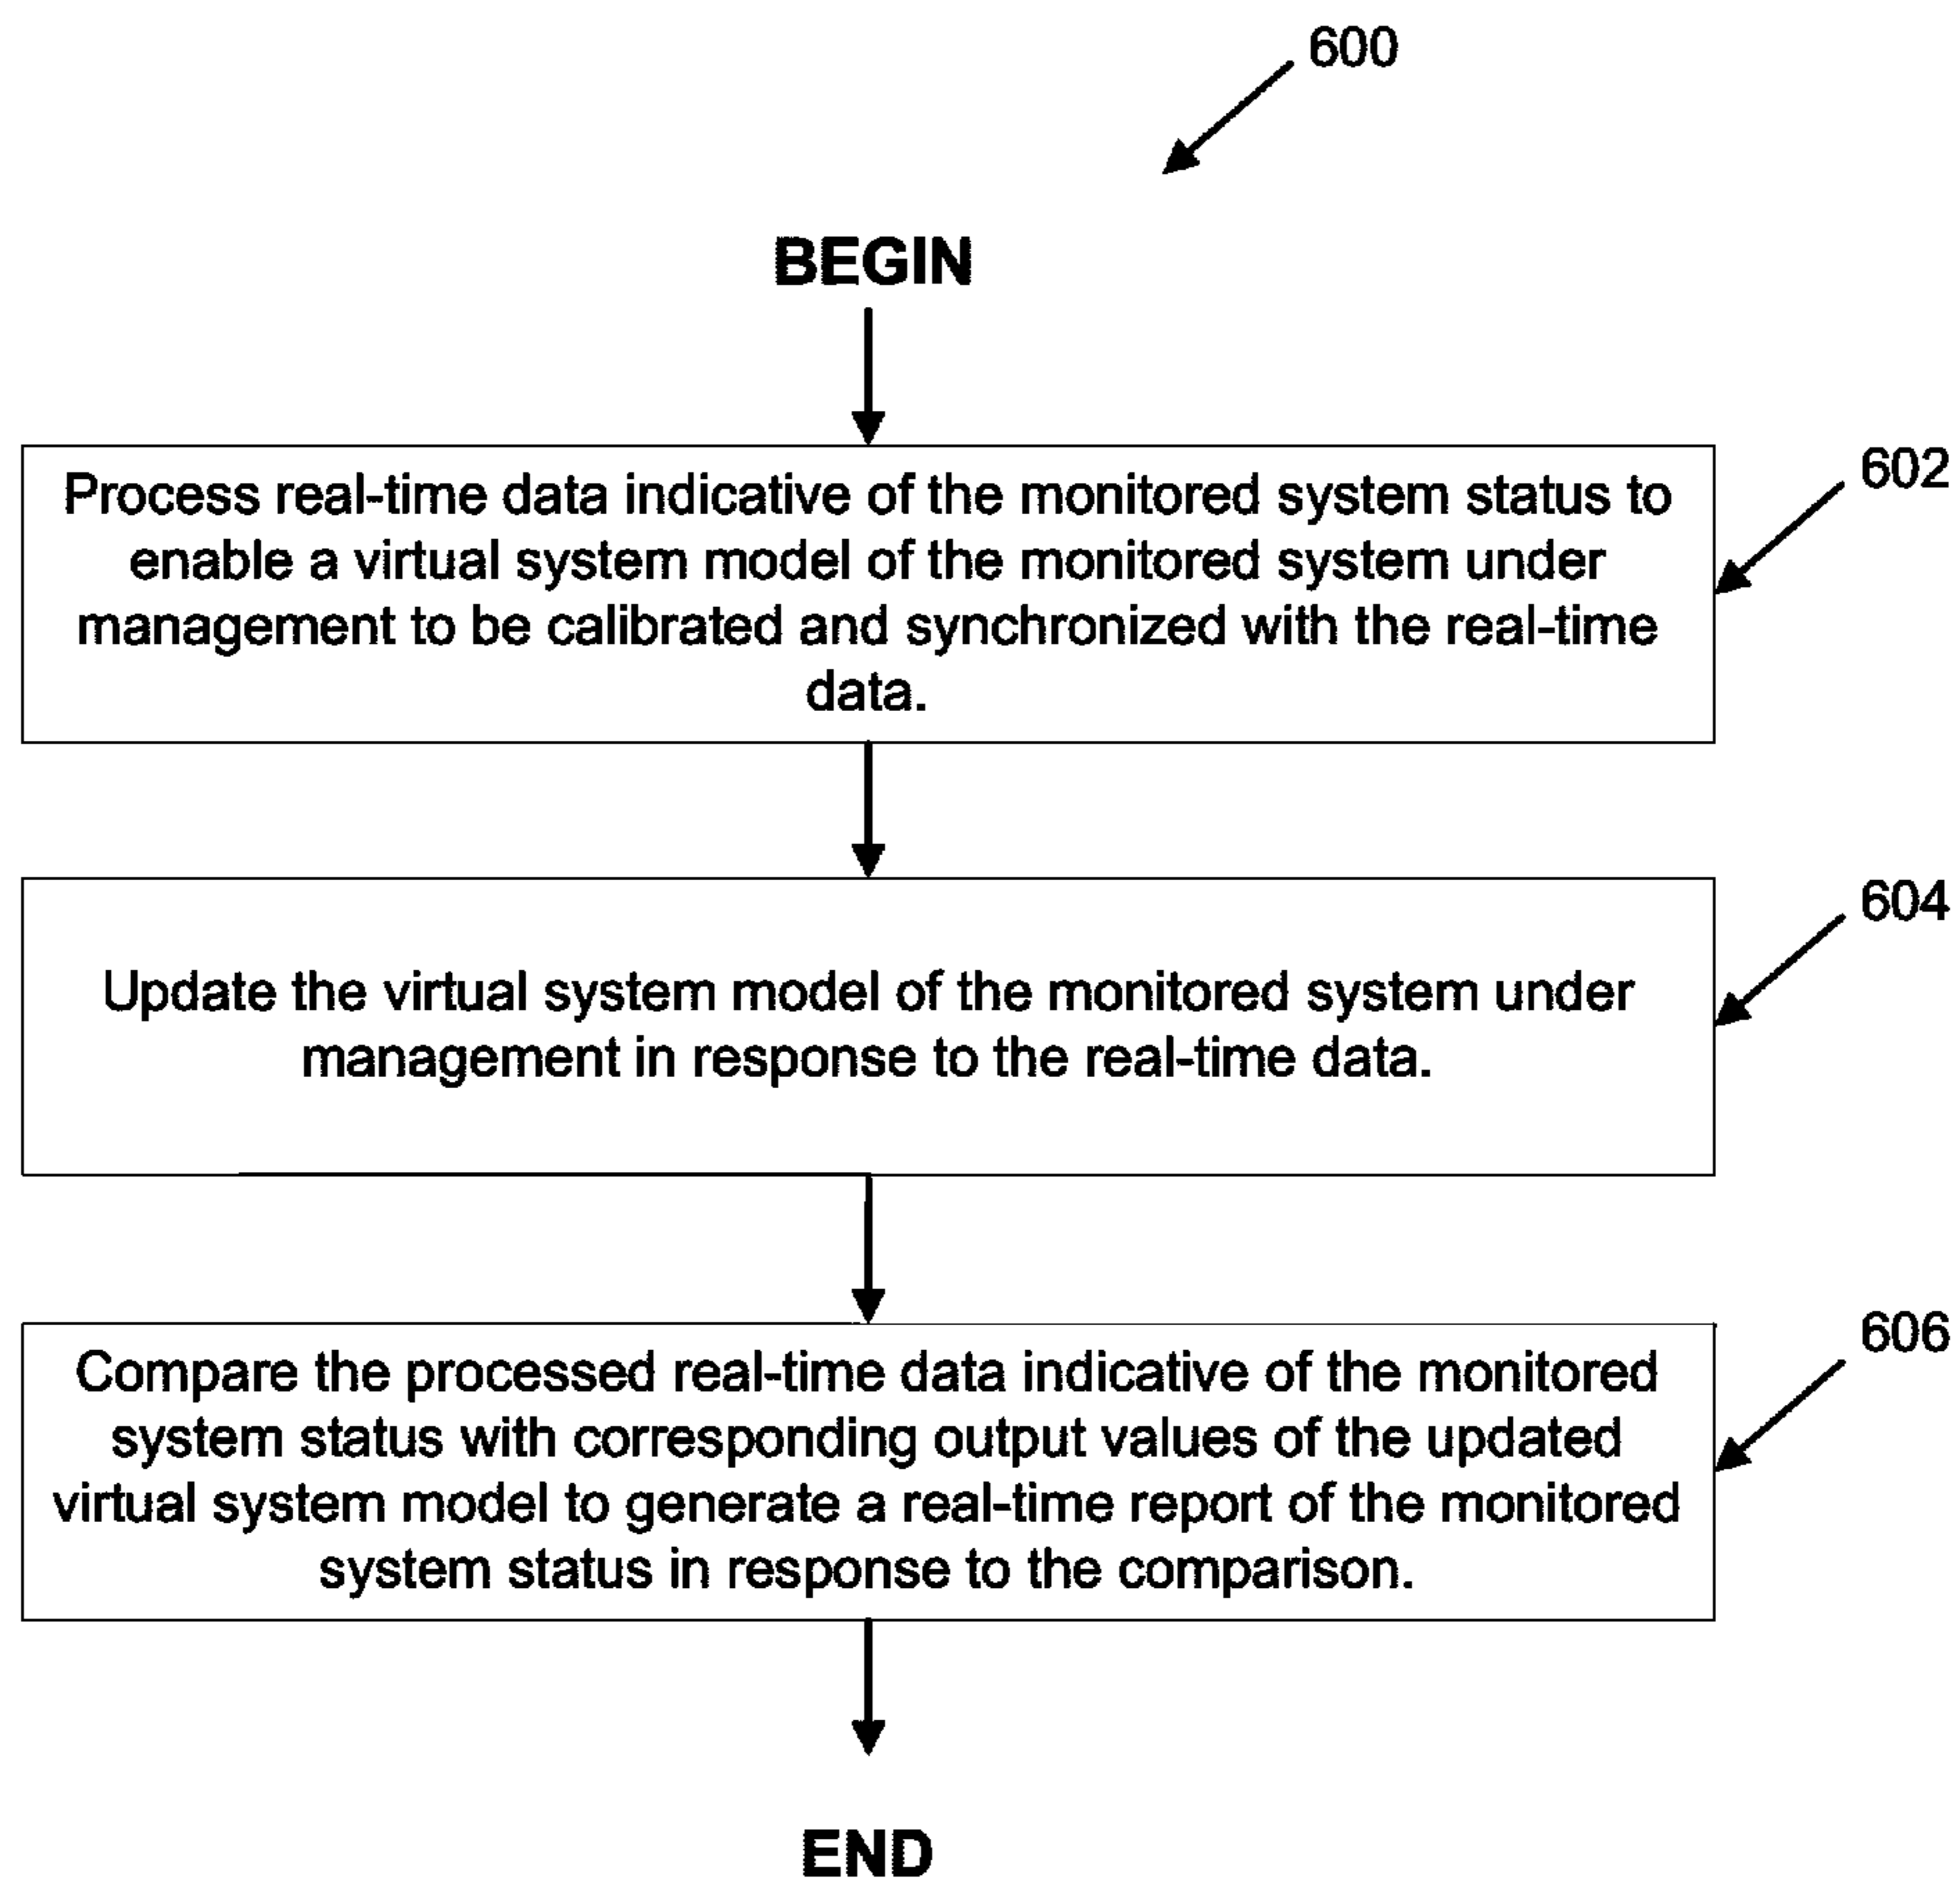 600
BEGIN
602
Process real-time data indicative of the monitored system status to
enable a virtual system model of the monitored system under
management to be calibrated and synchronized with the real-time
data.
604
Update the virtual system model of the monitored system under
management in response to the real-time data.
606
Compare the processed real-time data indicative of the monitored
system status with corresponding output values of the updated
virtual system model to generate a real-time report of the monitored
system status in response to the comparison.
END